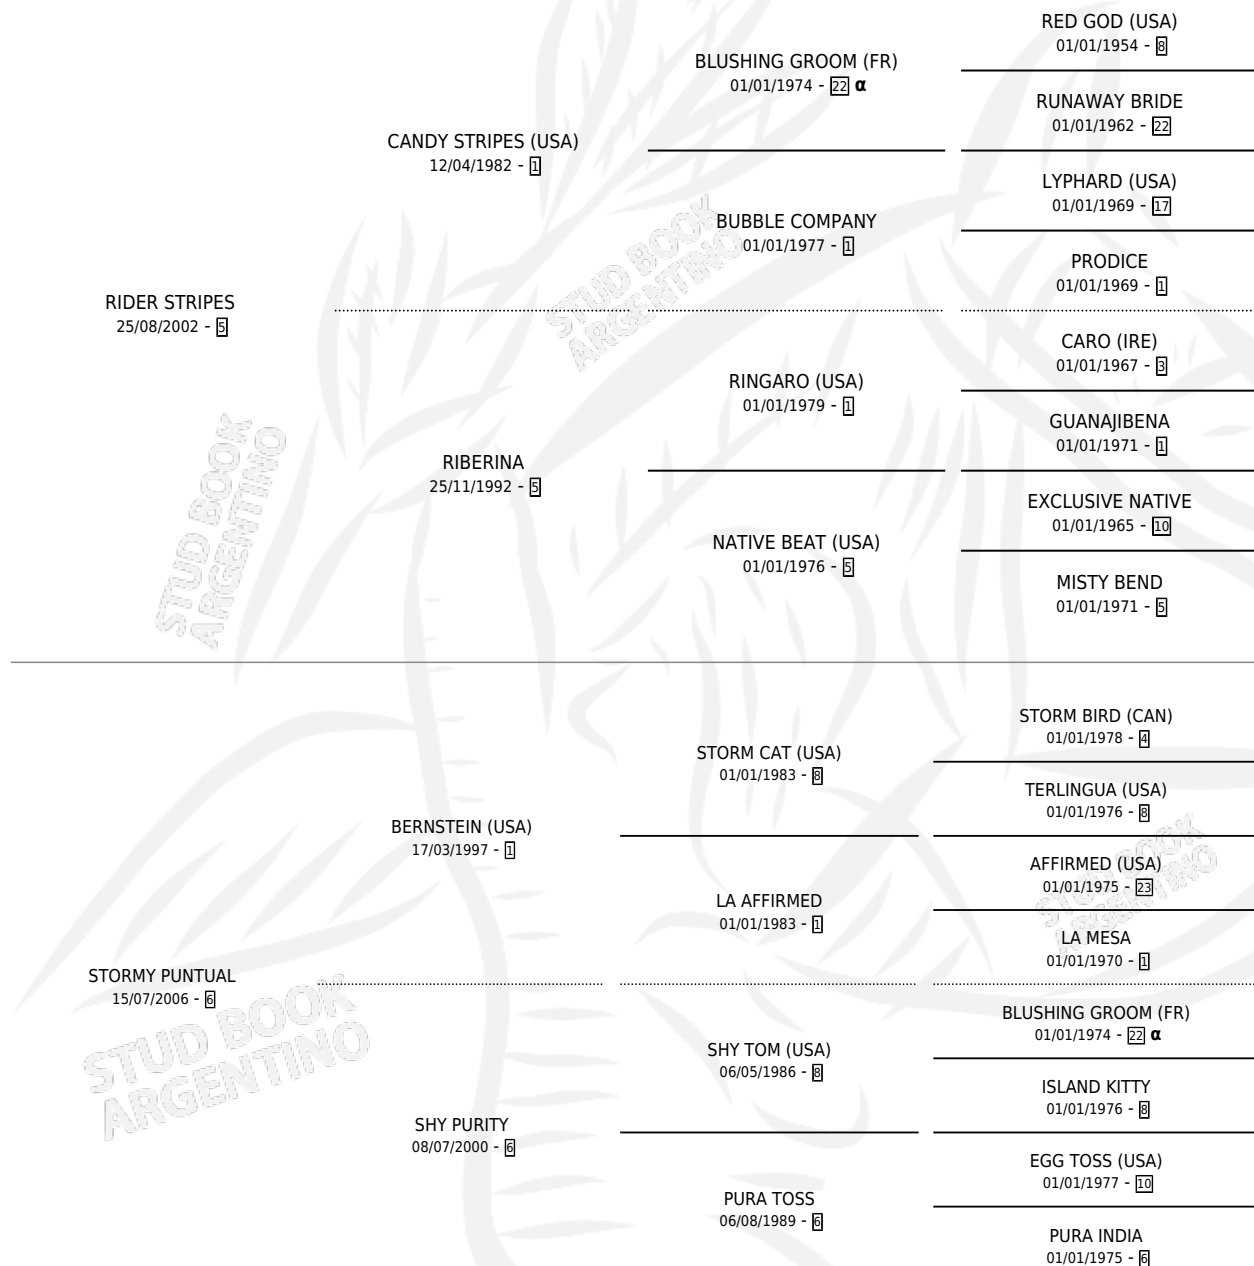 RED GOD (USA)
01/01/1954 - 8
BLUSHING GROOM (FR)
01/01/1974 - 22 α
RUNAWAY BRIDE
01/01/1962 - 22
CANDY STRIPES (USA)
12/04/1982 - 1
LYPHARD (USA)
01/01/1969 - 17
BUBBLE COMPANY
01/01/1977 - 1
PRODICE
01/01/1969 - 1
RIDER STRIPES
25/08/2002 - 5
STUD BOOK
ARGENTINO
CARO (IRE)
01/01/1967 - 3
RINGARO (USA)
01/01/1979 - 1
GUANAJIBENA
01/01/1971 - 1
RIBERINA
25/11/1992 - 5
EXCLUSIVE NATIVE
01/01/1965 - 10
NATIVE BEAT (USA)
01/01/1976 - 5
MISTY BEND
01/01/1971 - 5
STUD BOOK
ARGENTINO
STORM BIRD (CAN)
01/01/1978 - 4
STORM CAT (USA)
01/01/1983 - 8
TERLINGUA (USA)
01/01/1976 - 8
BERNSTEIN (USA)
17/03/1997 - 1
AFFIRMED (USA)
01/01/1975 - 23
LA AFFIRMED
01/01/1983 - 1
LA MESA
01/01/1970 - 1
STUD BOOK
ARGENTINO
STORMY PUNTUAL
15/07/2006 - 6
BLUSHING GROOM (FR)
01/01/1974 - 22 α
SHY TOM (USA)
06/05/1986 - 8
ISLAND KITTY
01/01/1976 - 8
SHY PURITY
08/07/2000 - 6
EGG TOSS (USA)
01/01/1977 - 10
PURA TOSS
06/08/1989 - 6
PURA INDIA
01/01/1975 - 6
STUD BOOK
ARGENTINO